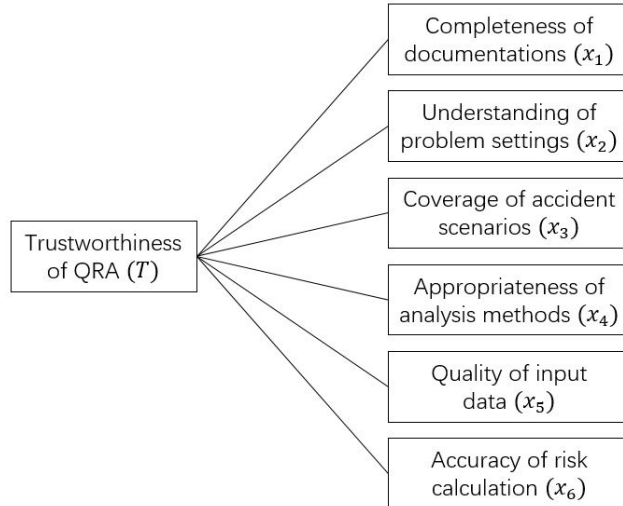 Completeness of
documentations (x₁)
Understanding of
problem settings (x₂)
Coverage of accident
scenarios (x₃)
Trustworthiness
of QRA (T)
Appropriateness of
analysis methods (x₄)
Quality of input
data (x₅)
Accuracy of risk
calculation (x₆)